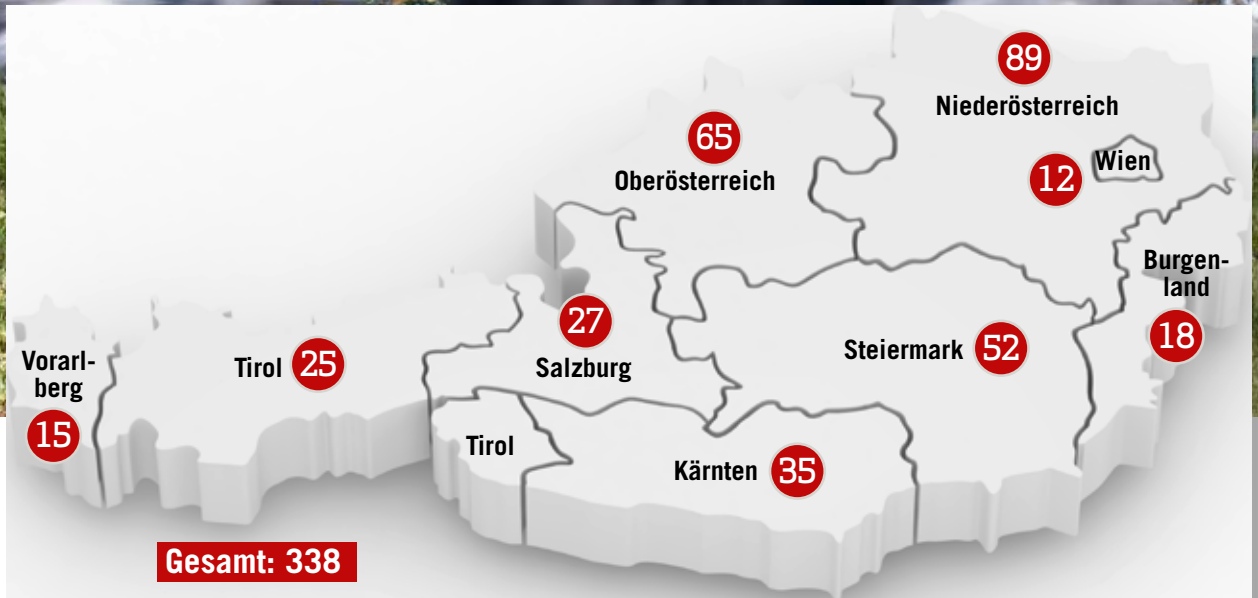 89
Niederösterreich
65
Oberösterreich
12
Wien
Burgen-
land
18
27
Salzburg
Steiermark 52
Vorarl-
berg
15
Tirol 25
Tirol
Kärnten 35
Gesamt: 338